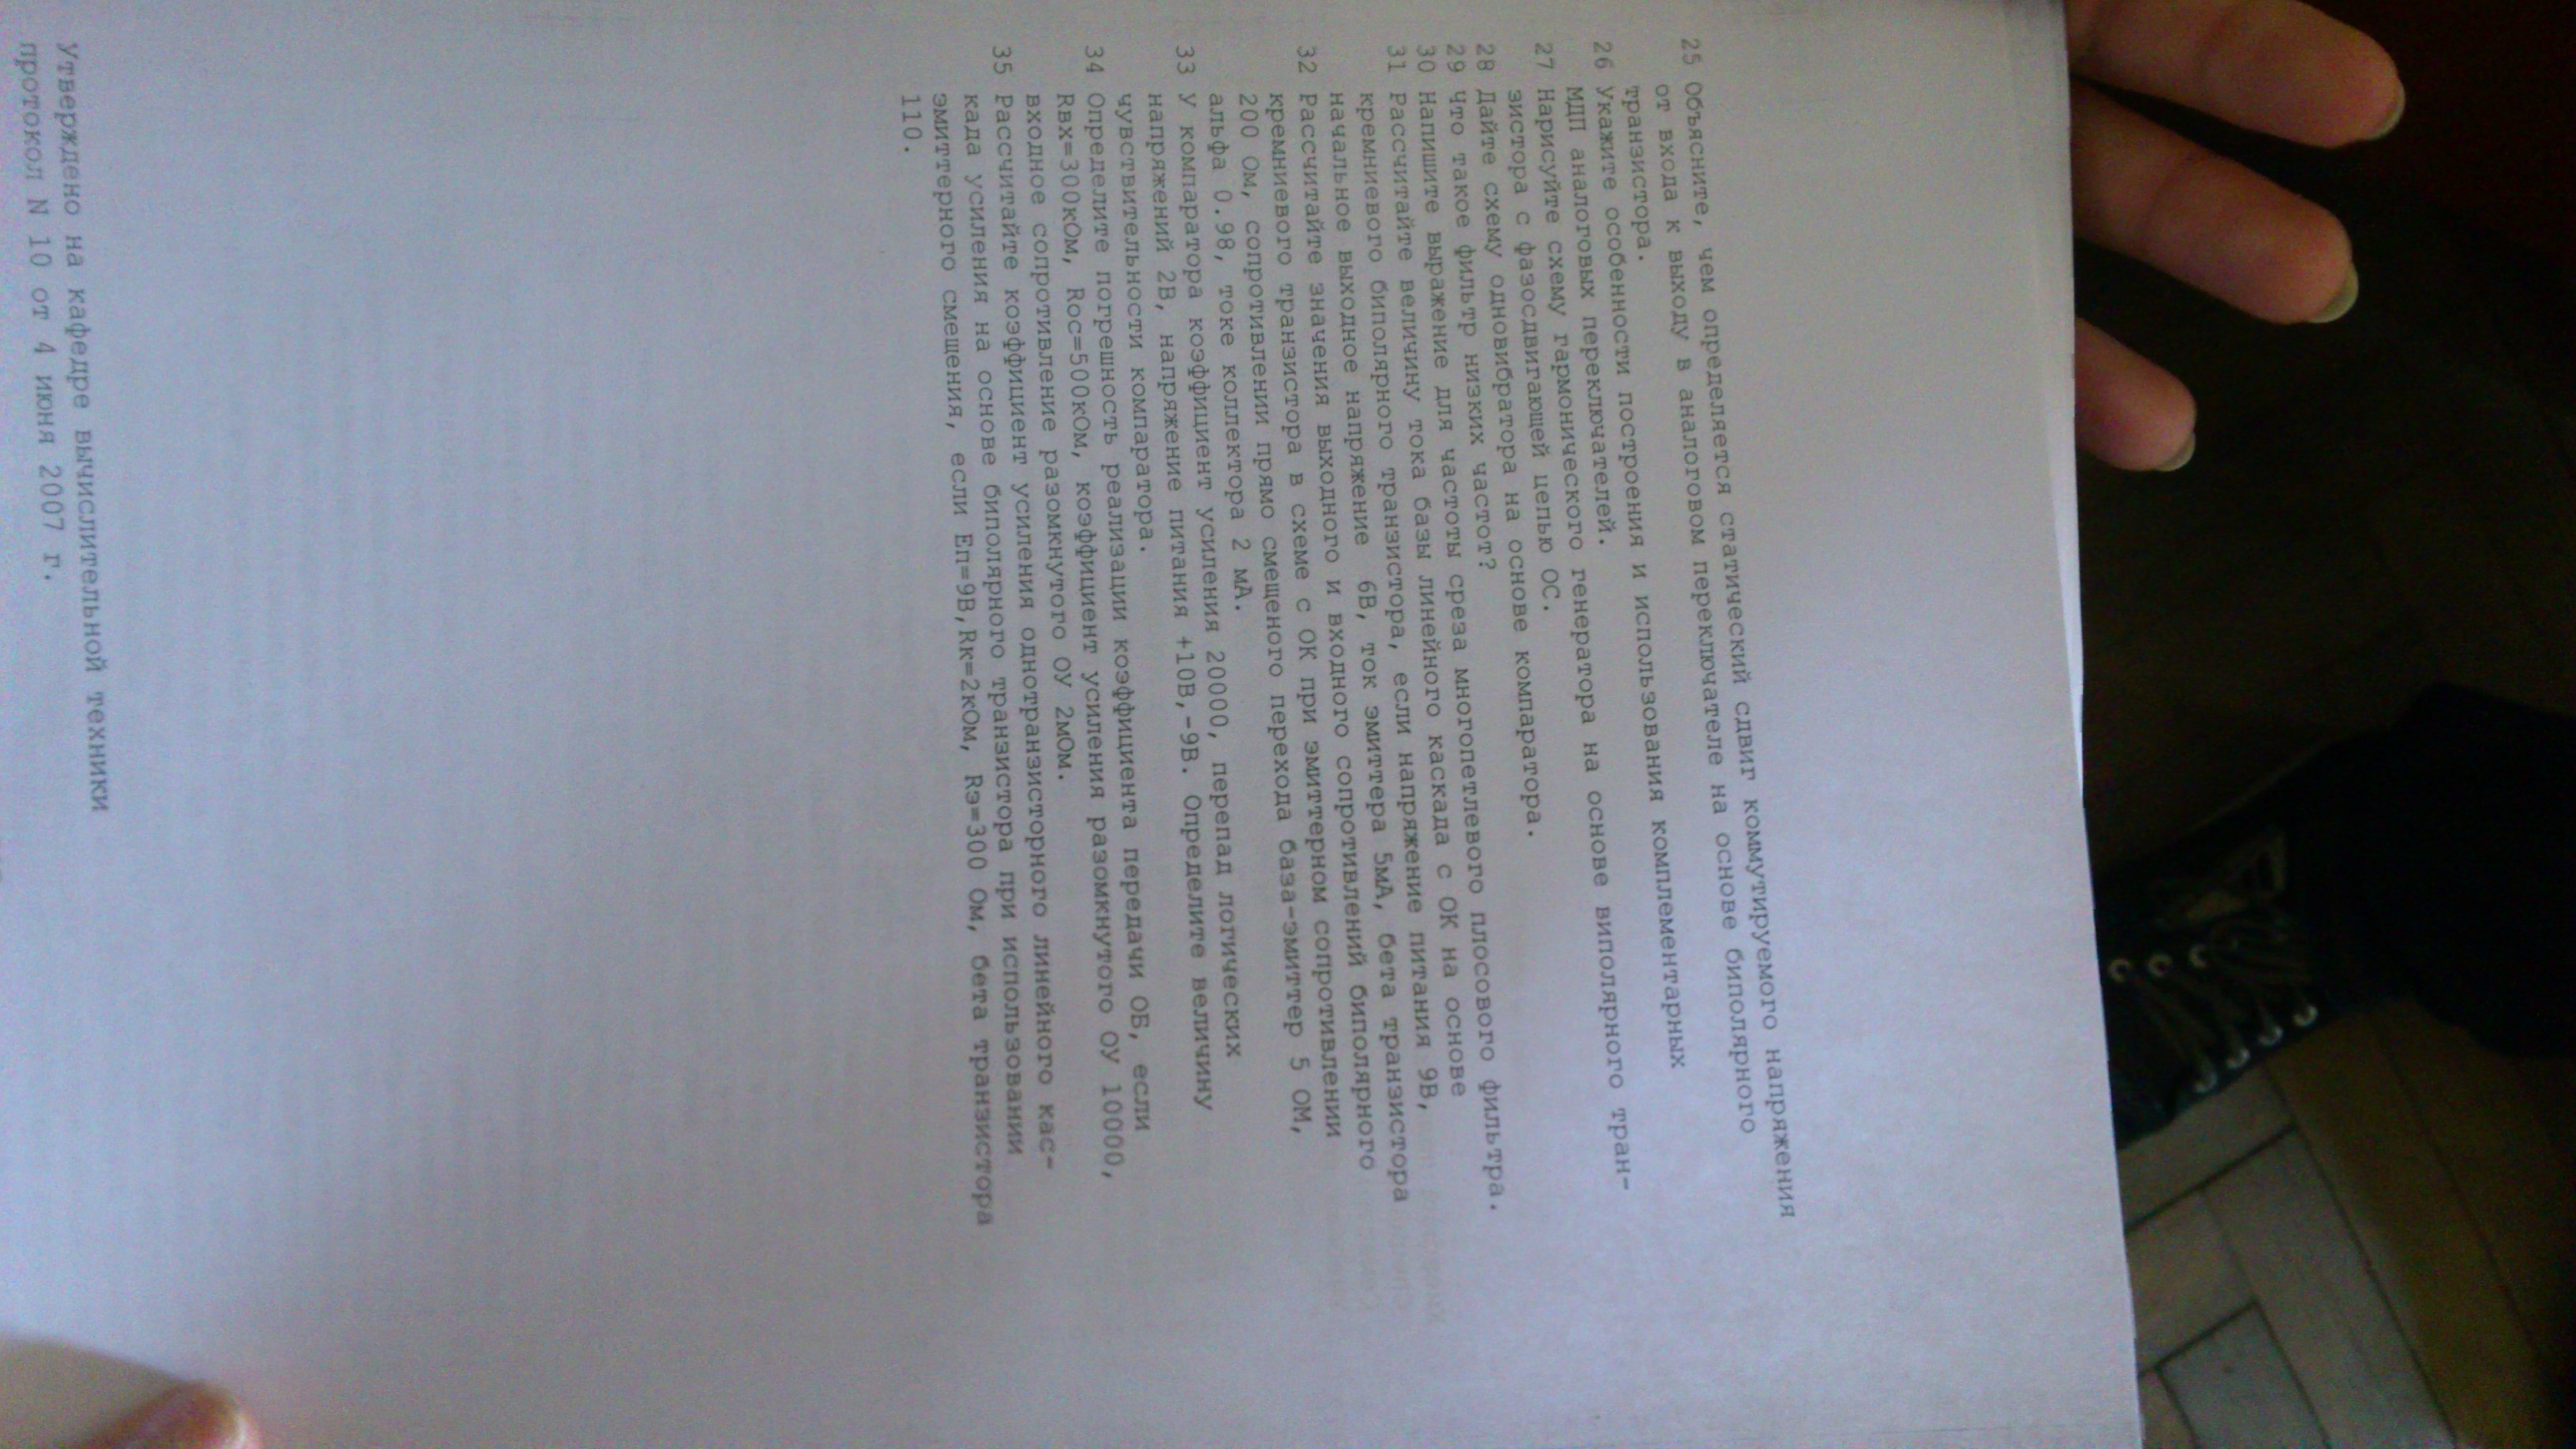 25 Объясните, чем определяется статический сдвиг коммутируемого напряжения
от входа к выходу в аналоговом переключателе на основе биполярного
транзистора.
26 Укажите особенности построения и использования комплементарных
МДП аналоговых переключателей.
27 Нарисуйте схему гармонического генератора на основе виполярного тран-
зистора с фазосдвигающей цепью ОС.
28 Дайте схему одновибратора на основе компаратора.
29 Что такое фильтр низких частот?
30 Напишите выражение для частоты среза многопетлевого плосового фильтра.
31 Рассчитайте величину тока базы линейного каскада с ОК на основе
кремниевого биполярного транзистора, если напряжение питания 9В,
начальное выходное напряжение 6В, ток эмиттера 5мА, бета транзистора
32 Рассчитайте значения выходного и входного сопротивлений биполярного
кремниевого транзистора в схеме с ОК при эмиттерном сопротивлении
200 Ом, сопротивлении прямо смещеного перехода база-эмиттер 5 ОМ,
альфа 0.98, токе коллектора 2 мА.
33 У компаратора коэффициент усиления 20000, перепад логических
напряжений 2В, напряжение питания +10В,-9В. Определите величину
чувствительности компаратора.
34 Определите погрешность реализации коэффициента передачи ОБ, если
Rвх=300кОм, Rос=500кОм, коэффициент усиления разомкнутого ОУ 10000,
входное сопротивление разомкнутого ОУ 2мОм.
35 Рассчитайте коэффициент усиления однотранзисторного линейного кас-
када усиления на основе биполярного транзистора при использовании
эмиттерного смещения, если Eп=9В,Rк=2кОм, Rэ=300 Ом, бета транзистора
110.
Утверждено на кафедре вычислительной техники
протокол N 10 от 4 июня 2007 г.